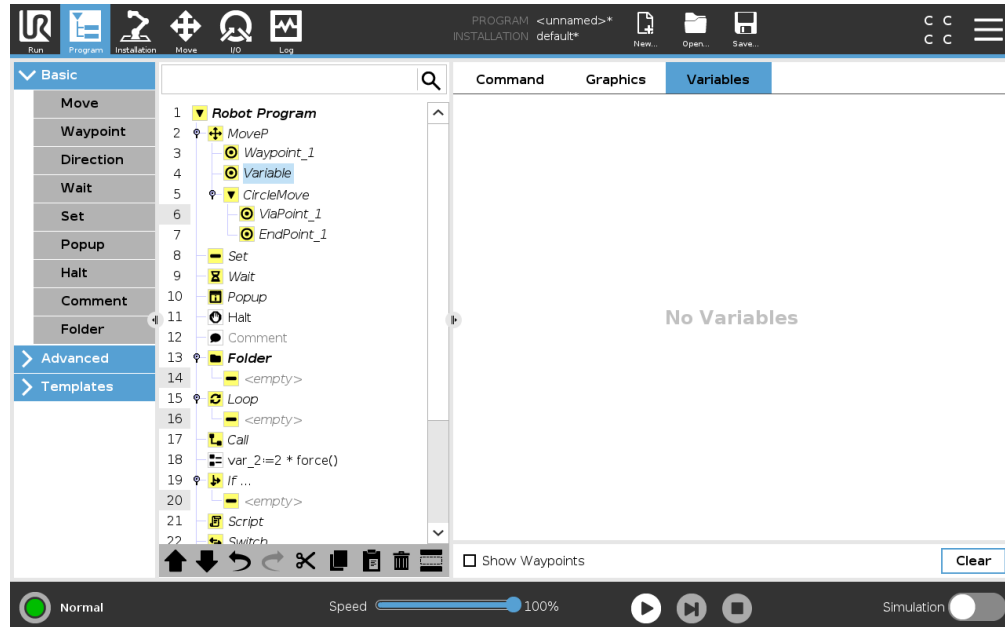 PROGRAM <unnamed>*
INSTALLATION default*
UR
Run
Program
Installation
Move
I/O
Log
New...
Open...
Save...
C C
C C
Basic
Move
Waypoint
Direction
Wait
Set
Popup
Halt
Comment
Folder
Advanced
Templates
1 Robot Program
2 MoveP
3 Waypoint_1
4 Variable
5 CircleMove
6 ViaPoint_1
7 EndPoint_1
8 Set
9 Wait
10 Popup
11 Halt
12 Comment
13 Folder
14 <empty>
15 Loop
16 <empty>
17 Call
18 var_2:=2 * force()
19 If ...
20 <empty>
21 Script
22 Switch
Command
Graphics
Variables
No Variables
Show Waypoints
Clear
Normal
Speed
100%
Simulation